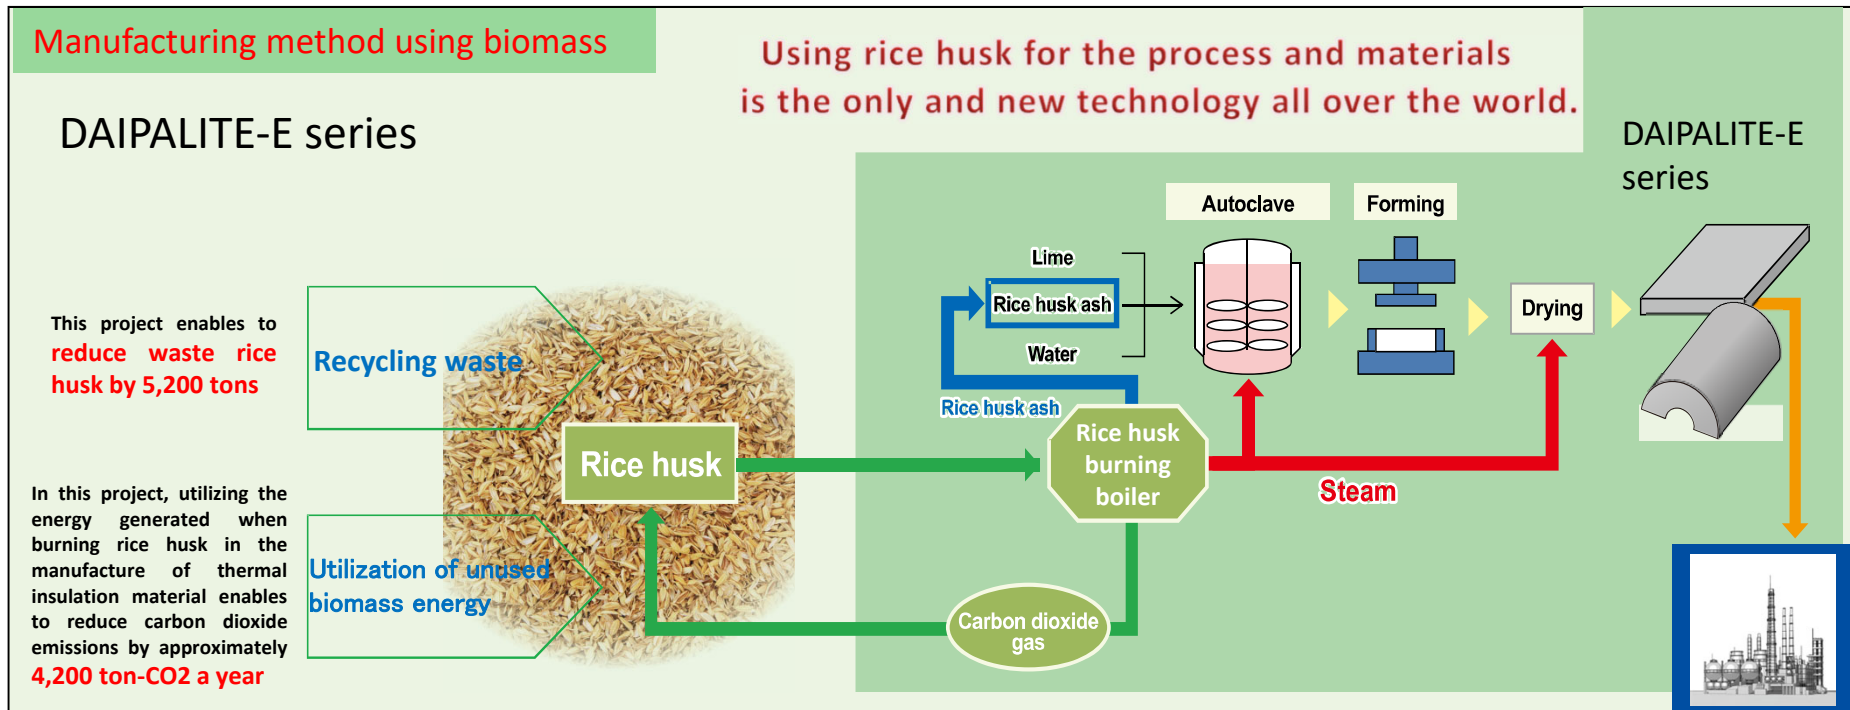 Manufacturing method using biomass
Using rice husk for the process and materials
is the only and new technology all over the world.
DAIPALITE-E series
DAIPALITE-E
series
This project enables to
reduce waste rice
husk by 5,200 tons
Recycling waste
Rice husk
In this project, utilizing the
energy generated when
burning rice husk in the
manufacture of thermal
insulation material enables
to reduce carbon dioxide
emissions by approximately
4,200 ton-CO2 a year
Utilization of unused
biomass energy
Autoclave
Forming
Lime
Rice husk ash
Water
Drying
Rice husk ash
Rice husk
burning
boiler
Steam
Carbon dioxide
gas